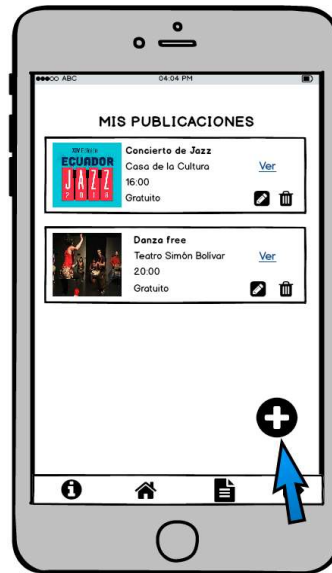 ABC 04:04 PM
MIS PUBLICACIONES
ECUADOR
JAZZ
Concierto de Jazz
Casa de la Cultura
16:00
Gratuito
Ver
Danza free
Teatro Simón Bolívar
20:00
Gratuito
Ver